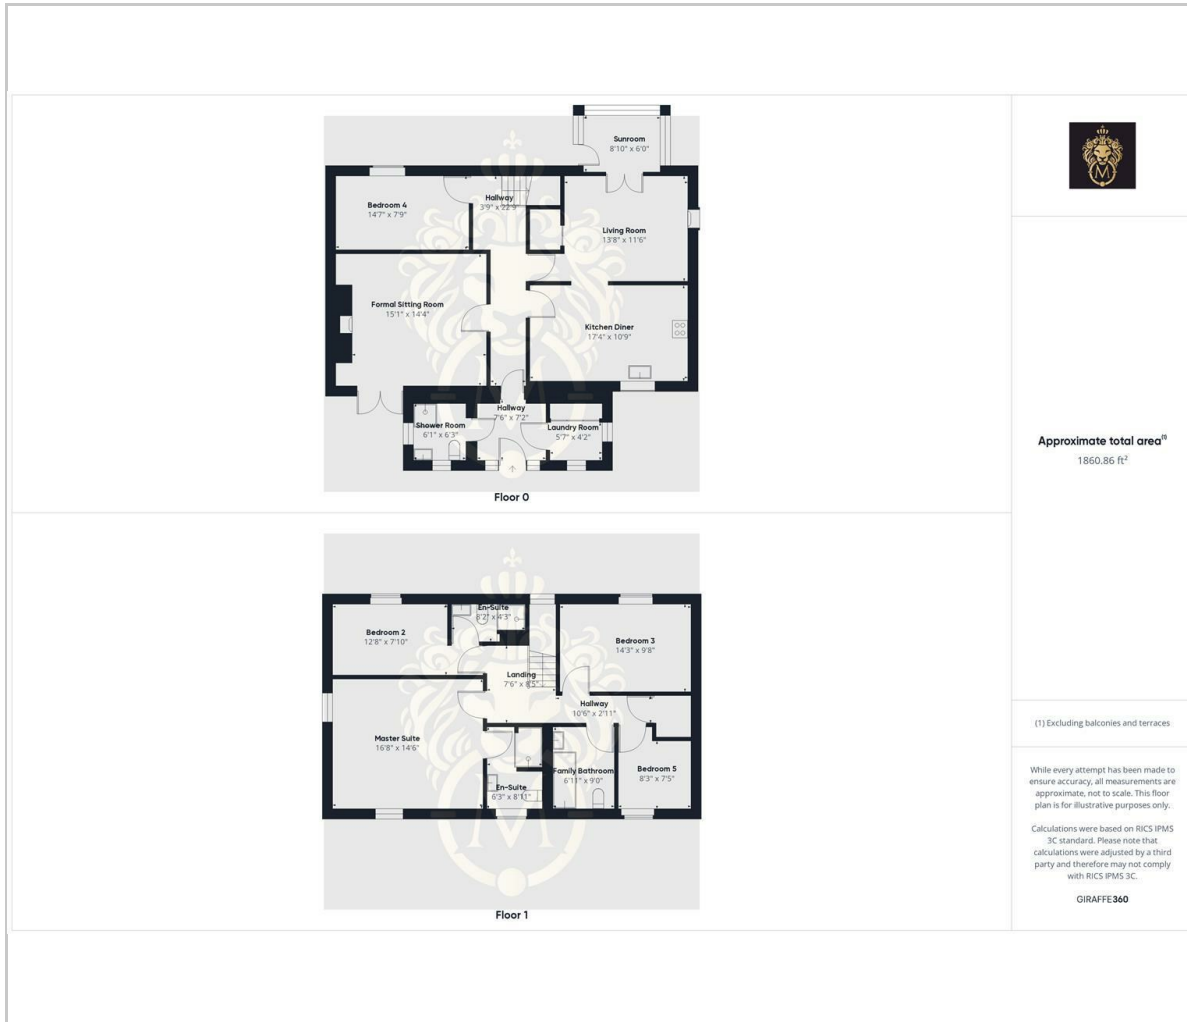 Sunroom
8'10" x 6'0"
Bedroom 4
14'7" x 7'9"
Hallway
3'9" x 22'9"
Living Room
13'8" x 11'6"
Formal Sitting Room
15'1" x 14'4"
Kitchen Diner
17'4" x 10'9"
Hallway
7'6" x 7'2"
Shower Room
6'1" x 6'3"
Laundry Room
5'7" x 4'2"
Floor 0
M
Approximate total area(1)
1860.86 ft²
En-Suite
8'2" x 4'3"
Bedroom 2
12'8" x 7'10"
Bedroom 3
14'3" x 9'8"
Landing
7'6" x 8'5"
Hallway
10'6" x 2'11"
Master Suite
16'8" x 14'6"
Family Bathroom
6'11" x 9'0"
Bedroom 5
8'3" x 7'5"
En-Suite
6'3" x 8'11"
Floor 1
(1) Excluding balconies and terraces
While every attempt has been made to
ensure accuracy, all measurements are
approximate, not to scale. This floor
plan is for illustrative purposes only.
Calculations were based on RICS IPMS
3C standard. Please note that
calculations were adjusted by a third
party and therefore may not comply
with RICS IPMS 3C.
GIRAFFE360